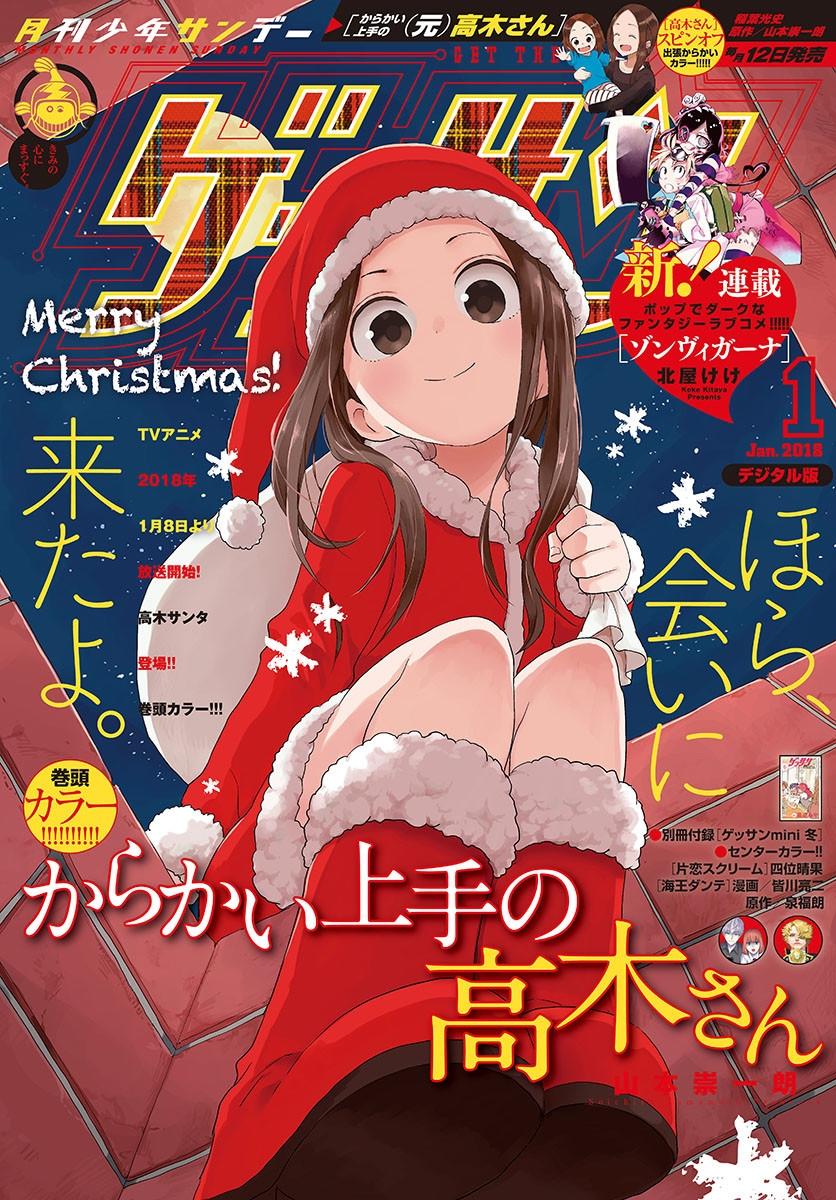 月刊少年サンデー
MONTHLY SHONEN SUNDAY
[からかい上手の(元)高木さん]
GET THE
[高木さん]
スピンオフ
出張からかい
カラー!!!!!
稲葉光史
原作/山本崇一朗
毎月12日発売
きみの
心に
まっすぐ。
ゲッサン
新!連載
ポップでダークな
ファンタジーラブコメ!!!!!
[ゾンヴィガーナ]
北屋けけ
Keke Kitaya
Presents
1
Jan. 2018
デジタル版
Merry
Christmas!
TVアニメ
2018年
1月8日より
放送開始!
高木サンタ
登場!!
巻頭カラー!!!
ほら、
会いに
来たよ。
巻頭
カラー
!!!!!!!!!!
●別冊付録[ゲッサンmini 冬]
●センターカラー!!
[片恋スクリーム]四位晴果
[海王ダンテ]漫画/皆川亮二
原作/泉福朗
からかい上手の
高木さん
山本崇一朗